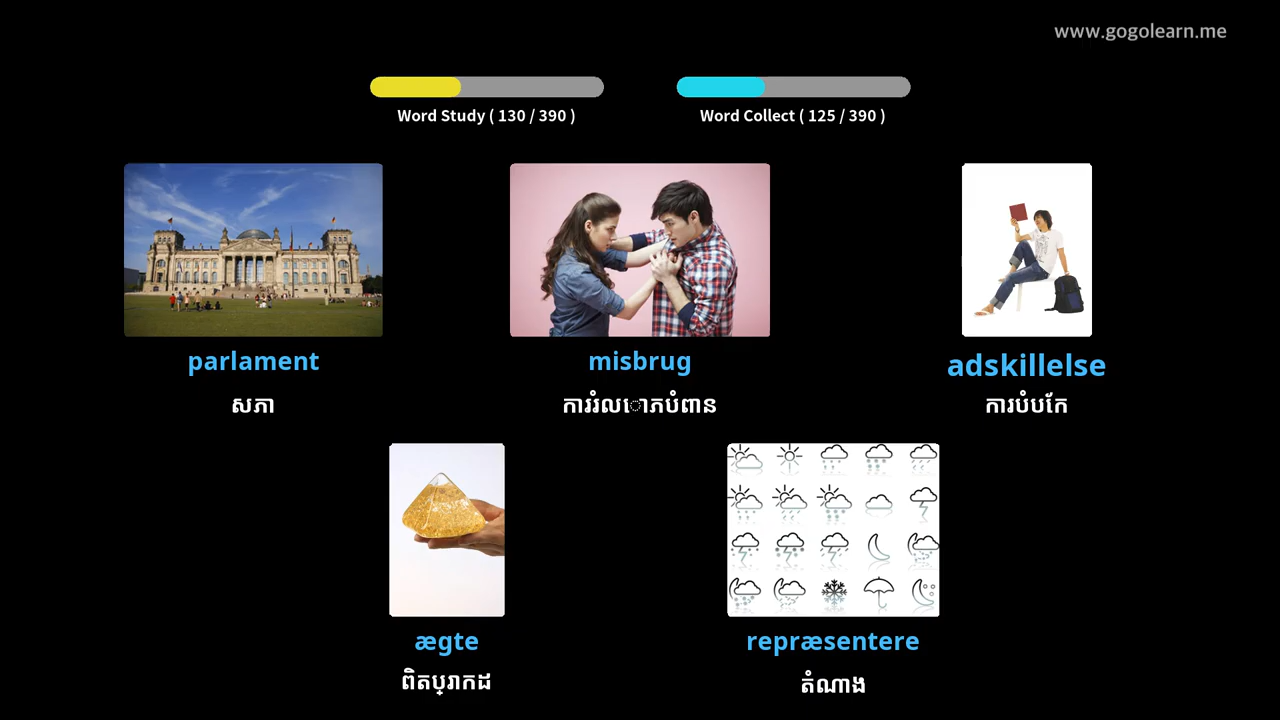 www.gogolearn.me
Word Study ( 130 / 390 )
Word Collect ( 125 / 390 )
parlament
misbrug
adskillelse
សភា
ការរំលោភបំពាន
ការបំបកែ
ægte
repræsentere
ពិតប្រាកដ
តំណាង